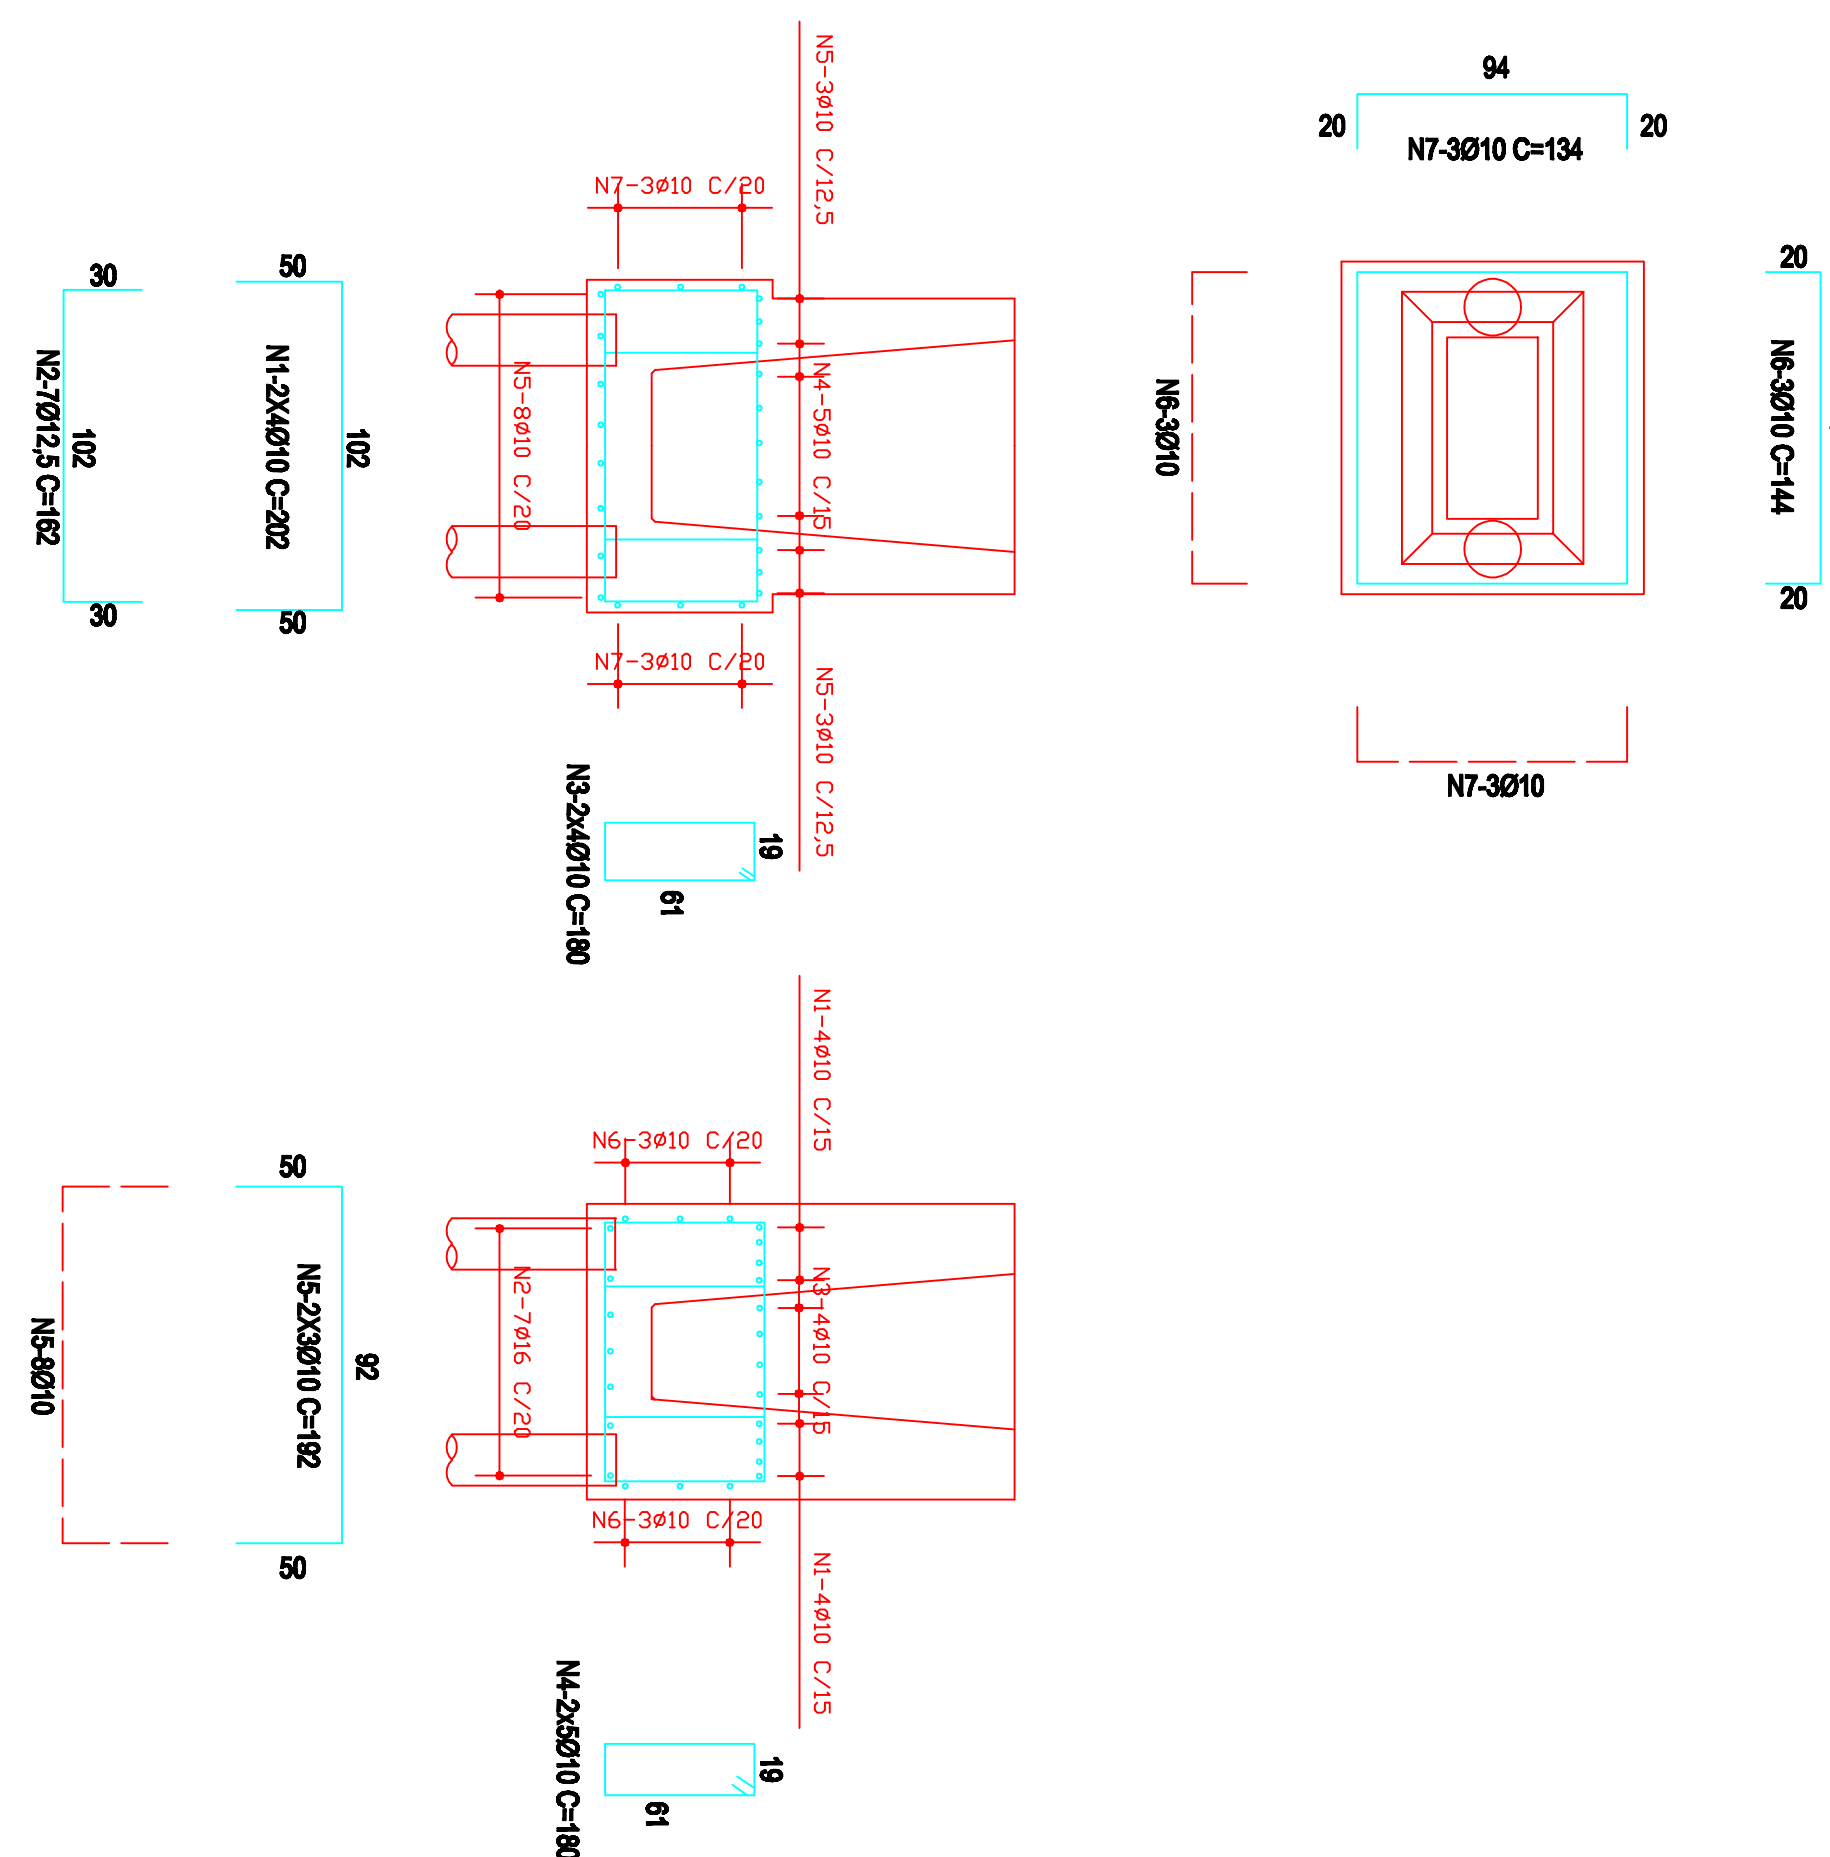 94
20
20
N7-3Ø10 C=134
N5-3Ø10 C/12,5
N7-3Ø10 C/20
30
102
N2-7Ø12,5 C=162
30
50
102
N1-2X4Ø10 C=202
50
N5-8Ø10 C/20
N4-5Ø10 C/15
N7-3Ø10 C/20
N5-3Ø10 C/12,5
N6-3Ø10
20
N6-3Ø10 C=144
20
N7-3Ø10
N3-2x4Ø10 C=180
19
61
N1-4Ø10 C/15
N6-3Ø10 C/20
50
92
N5-2X3Ø10 C=192
50
N5-8Ø10
N2-7Ø16 C/20
N3-4Ø10 C/15
N6-3Ø10 C/20
N1-4Ø10 C/15
N4-2x5Ø10 C=180
19
61